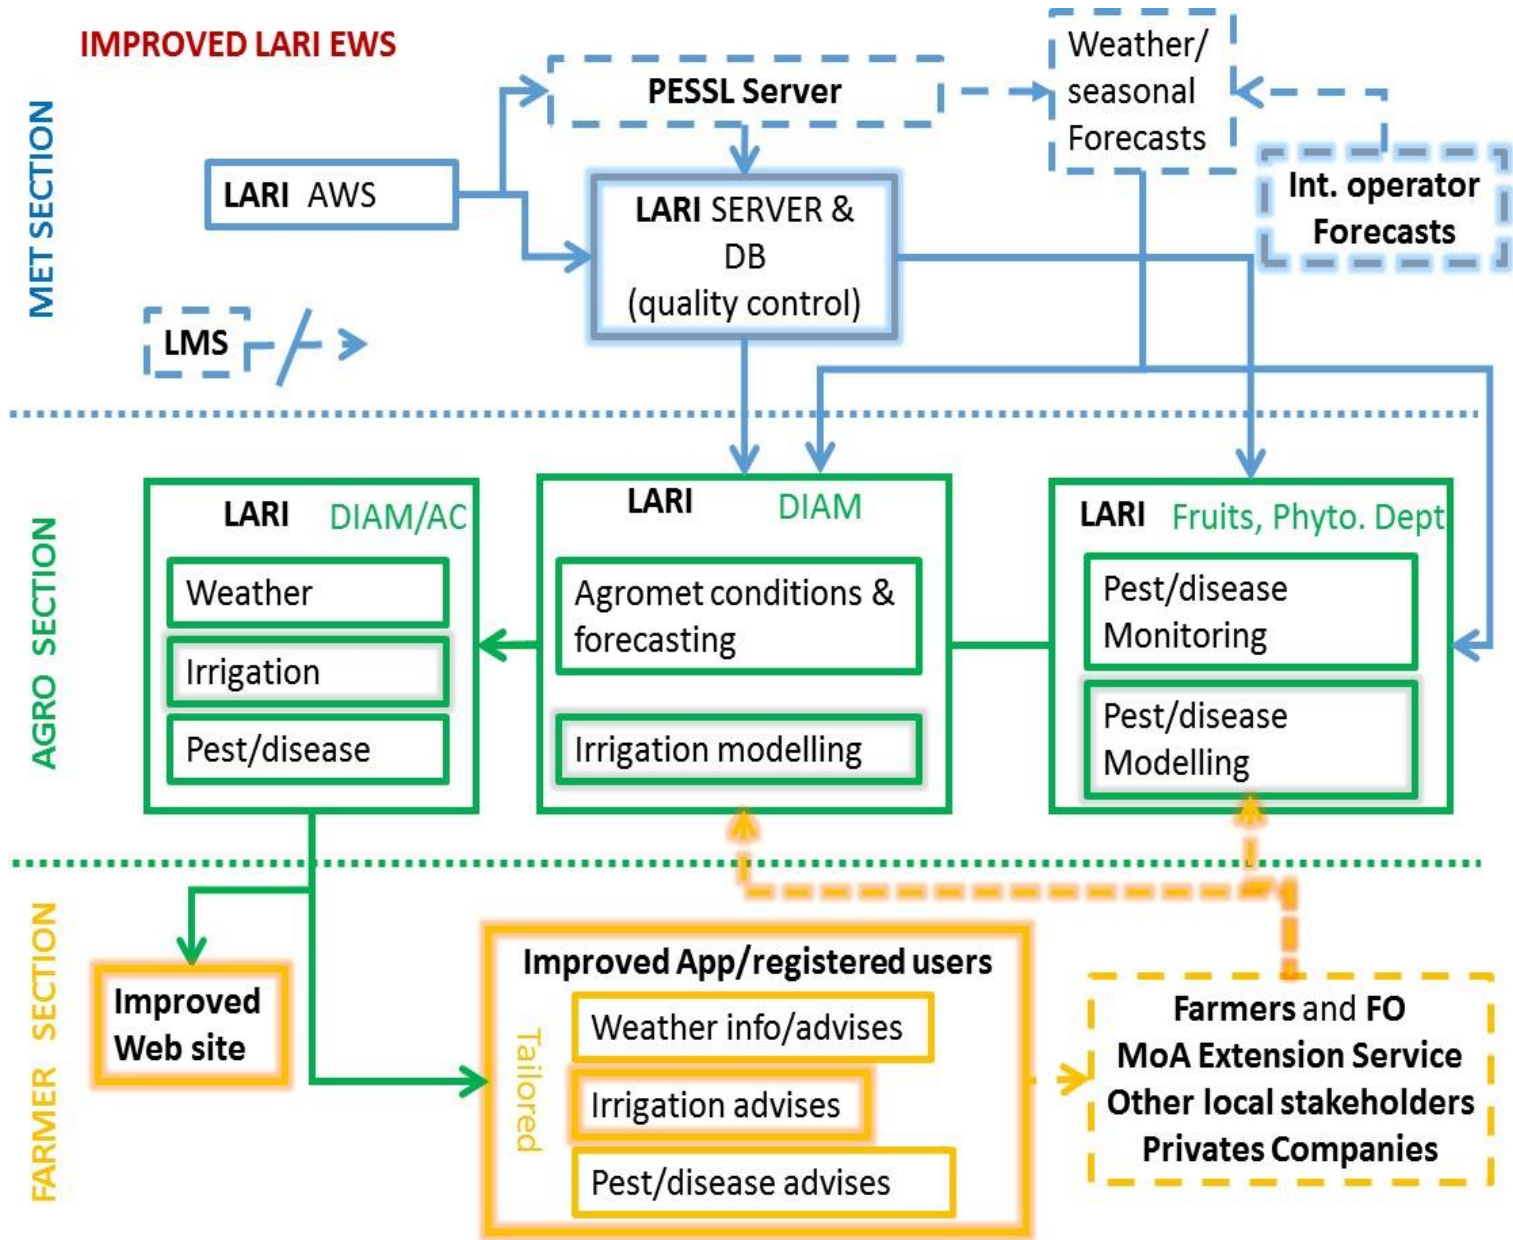 IMPROVED LARI EWS
MET SECTION
PESSL Server
Weather/
seasonal
Forecasts
LARI AWS
LARI SERVER &
DB
(quality control)
Int. operator
Forecasts
LMS
AGRO SECTION
LARI DIAM/AC
Weather
Irrigation
Pest/disease
LARI DIAM
Agromet conditions &
forecasting
Irrigation modelling
LARI Fruits, Phyto. Dept
Pest/disease
Monitoring
Pest/disease
Modelling
FARMER SECTION
Improved
Web site
Improved App/registered users
Tailored
Weather info/advises
Irrigation advises
Pest/disease advises
Farmers and FO
MoA Extension Service
Other local stakeholders
Privates Companies